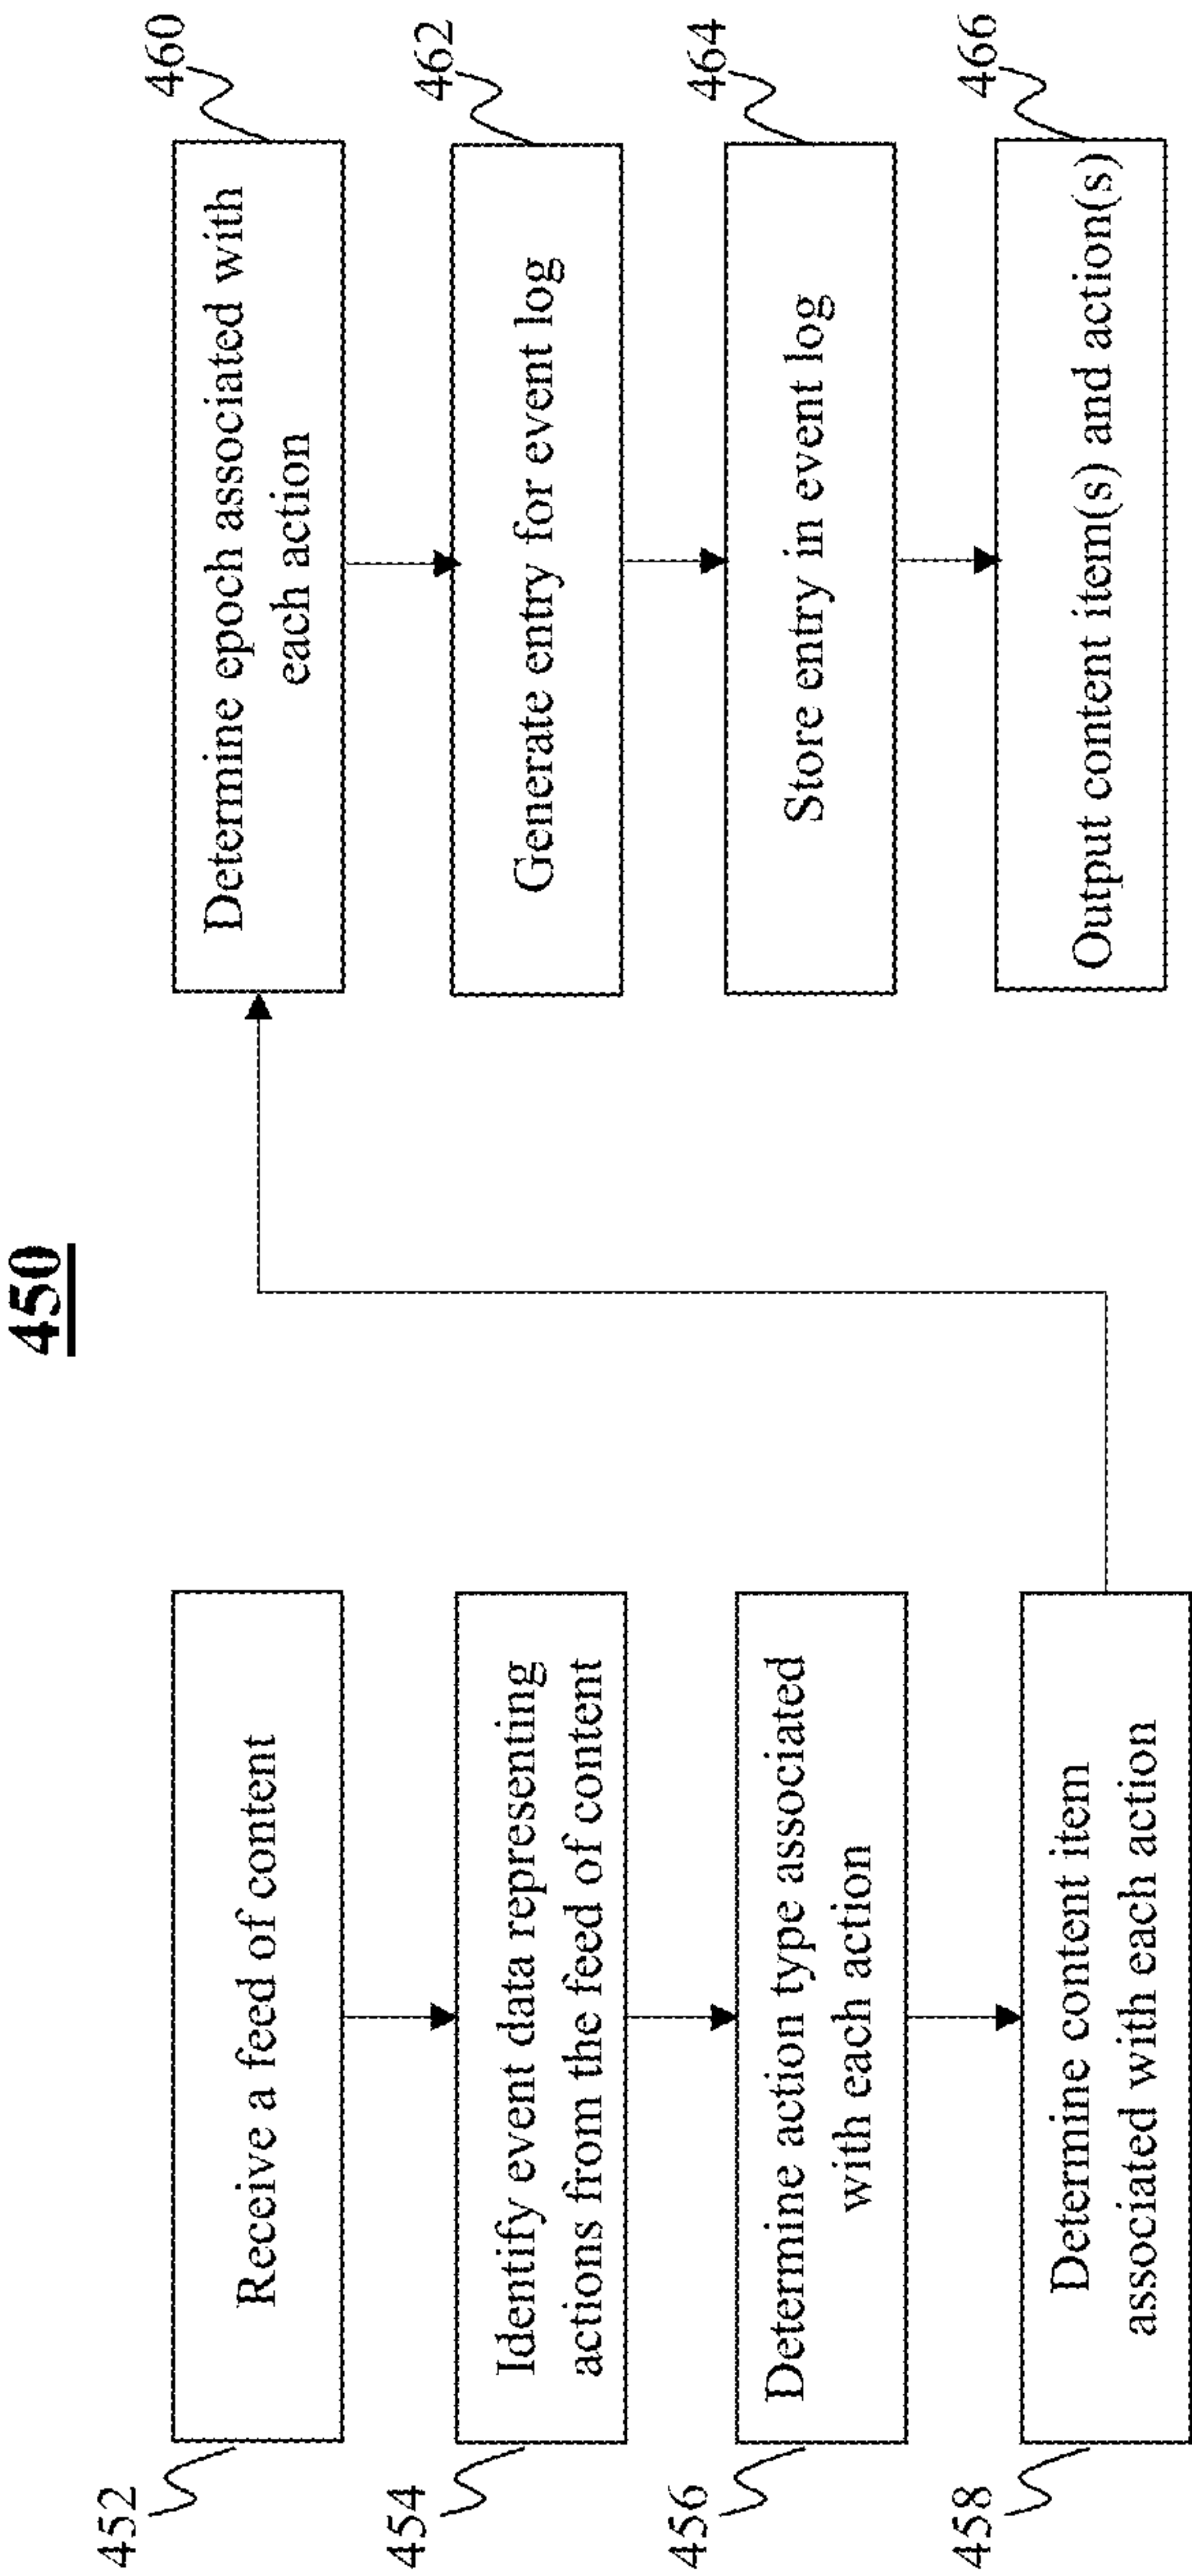 450
452
Receive a feed of content
454
Identify event data representing
actions from the feed of content
456
Determine action type associated
with each action
458
Determine content item
associated with each action
460
Determine epoch associated with
each action
462
Generate entry for event log
464
Store entry in event log
466
Output content item(s) and action(s)